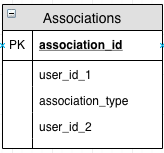 Associations
PK association_id
user_id_1
association_type
user_id_2